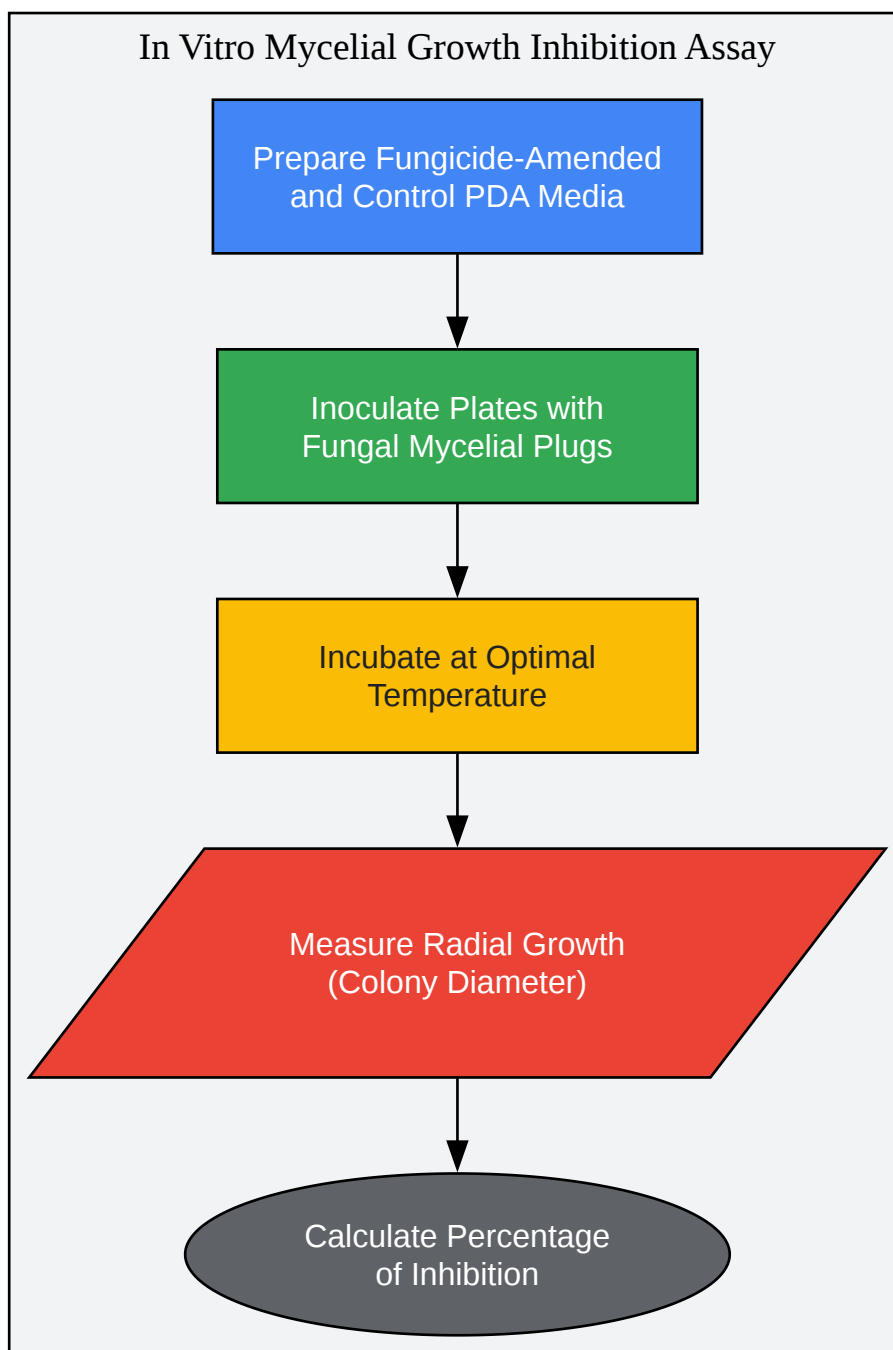 In Vitro Mycelial Growth Inhibition Assay
Prepare Fungicide-Amended
and Control PDA Media
Inoculate Plates with
Fungal Mycelial Plugs
Incubate at Optimal
Temperature
Measure Radial Growth
(Colony Diameter)
Calculate Percentage
of Inhibition